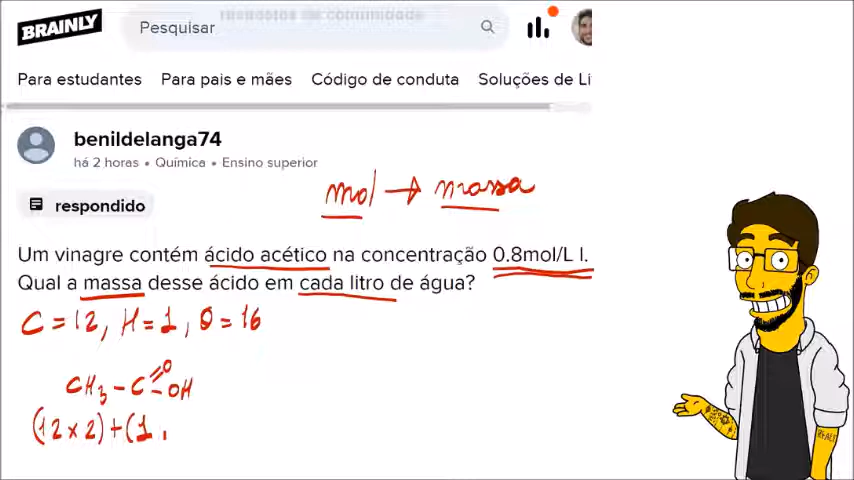 BRAINLY
Pesquisar
Para estudantes Para pais e mães Código de conduta Soluções de Li
benildelanga74
há 2 horas • Química • Ensino superior
mol → massa
respondido
Um vinagre contém ácido acético na concentração 0.8mol/L l.
Qual a massa desse ácido em cada litro de água?
C = 12, H = 1, O = 16
CH3 - C = O - OH
(12 x 2) + (1 .